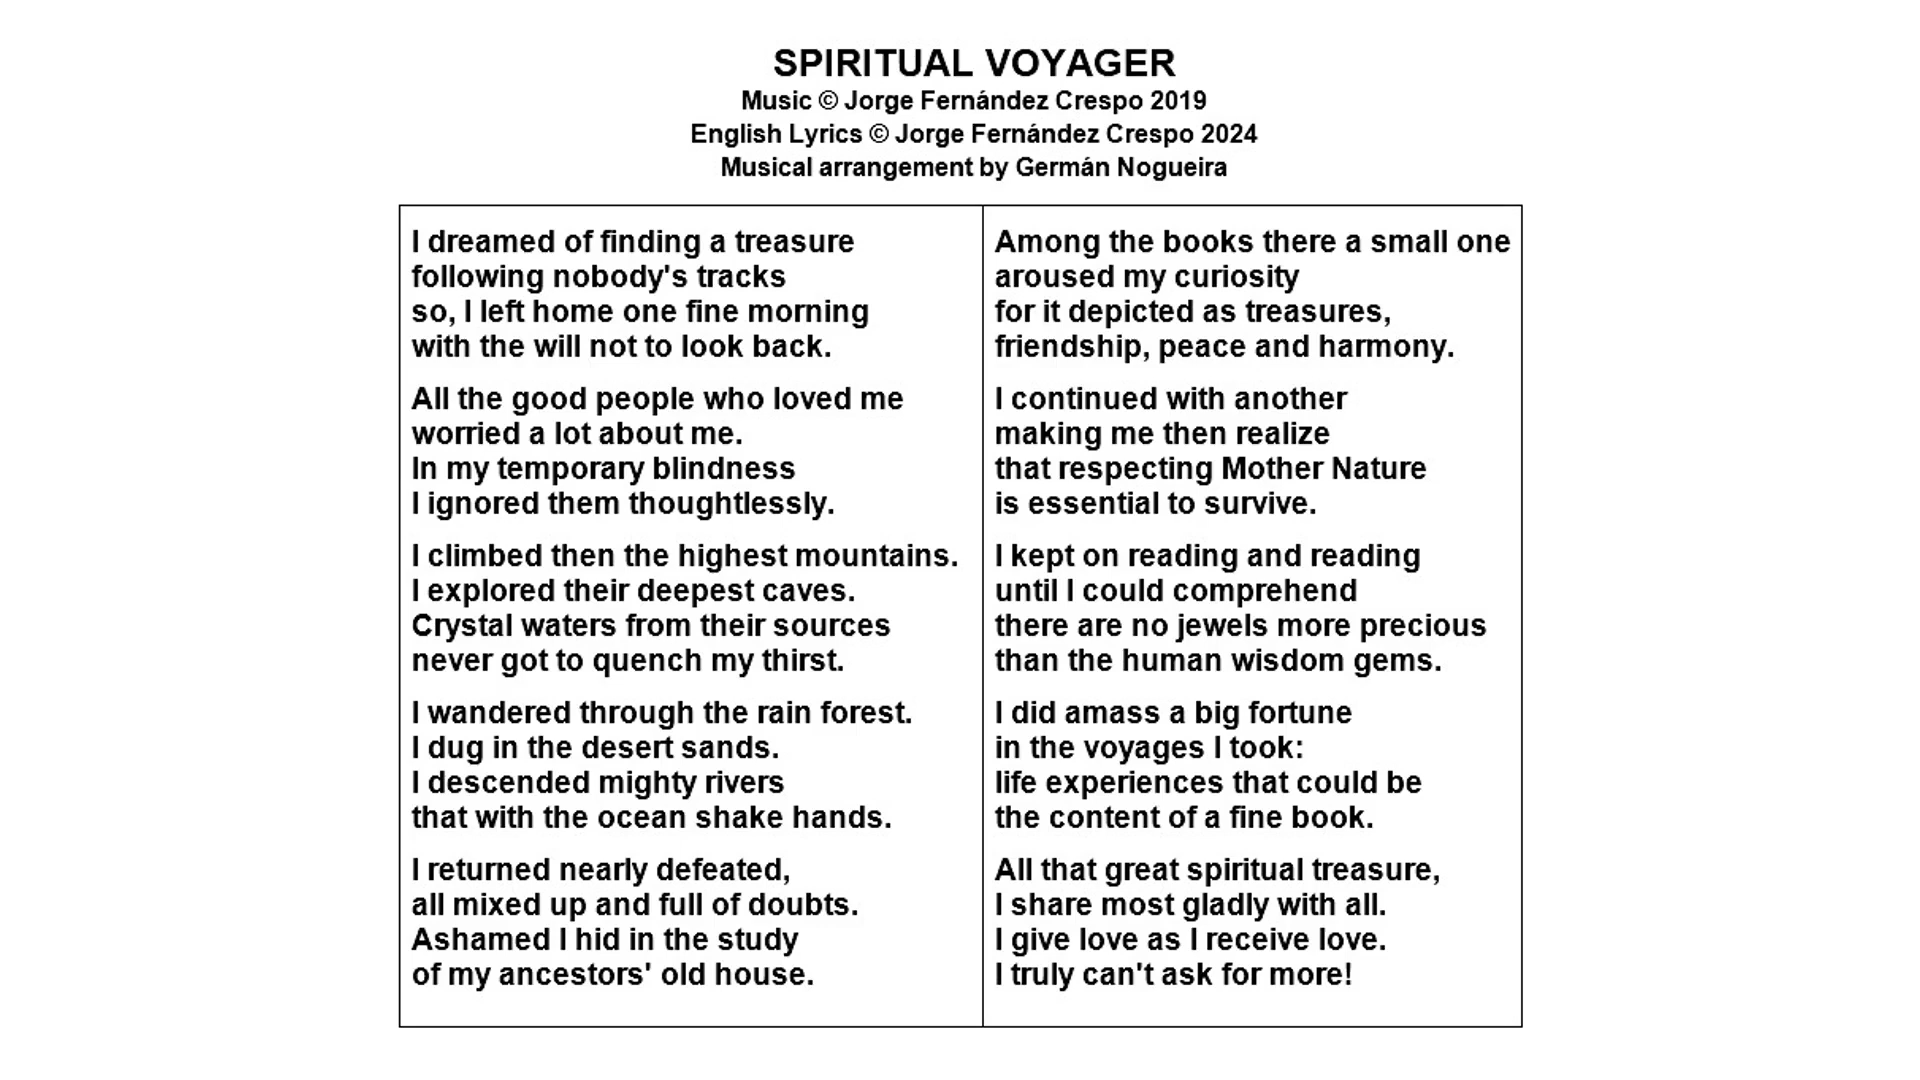 SPIRITUAL VOYAGER
Music © Jorge Fernández Crespo 2019
English Lyrics © Jorge Fernández Crespo 2024
Musical arrangement by Germán Nogueira
I dreamed of finding a treasure
following nobody's tracks
so, I left home one fine morning
with the will not to look back.
All the good people who loved me
worried a lot about me.
In my temporary blindness
I ignored them thoughtlessly.
I climbed then the highest mountains.
I explored their deepest caves.
Crystal waters from their sources
never got to quench my thirst.
I wandered through the rain forest.
I dug in the desert sands.
I descended mighty rivers
that with the ocean shake hands.
I returned nearly defeated,
all mixed up and full of doubts.
Ashamed I hid in the study
of my ancestors' old house.
Among the books there a small one
aroused my curiosity
for it depicted as treasures,
friendship, peace and harmony.
I continued with another
making me then realize
that respecting Mother Nature
is essential to survive.
I kept on reading and reading
until I could comprehend
there are no jewels more precious
than the human wisdom gems.
I did amass a big fortune
in the voyages I took:
life experiences that could be
the content of a fine book.
All that great spiritual treasure,
I share most gladly with all.
I give love as I receive love.
I truly can't ask for more!